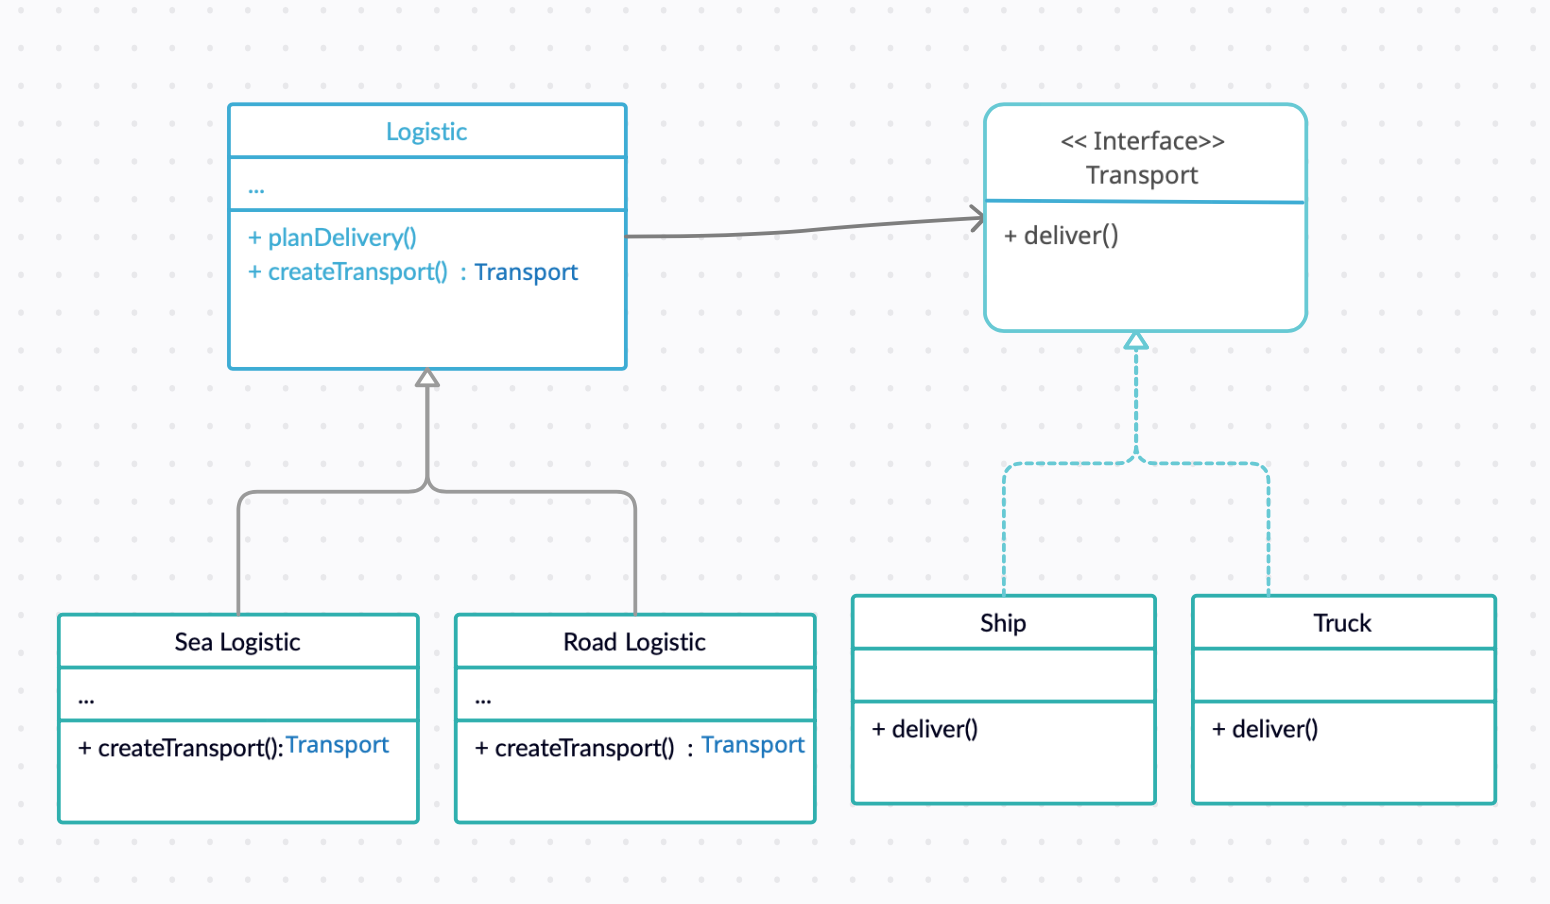 Logistic
...
+ planDelivery()
+ createTransport() : Transport
<< Interface>>
Transport
+ deliver()
Sea Logistic
...
+ createTransport():Transport
Road Logistic
...
+ createTransport() : Transport
Ship
+ deliver()
Truck
+ deliver()